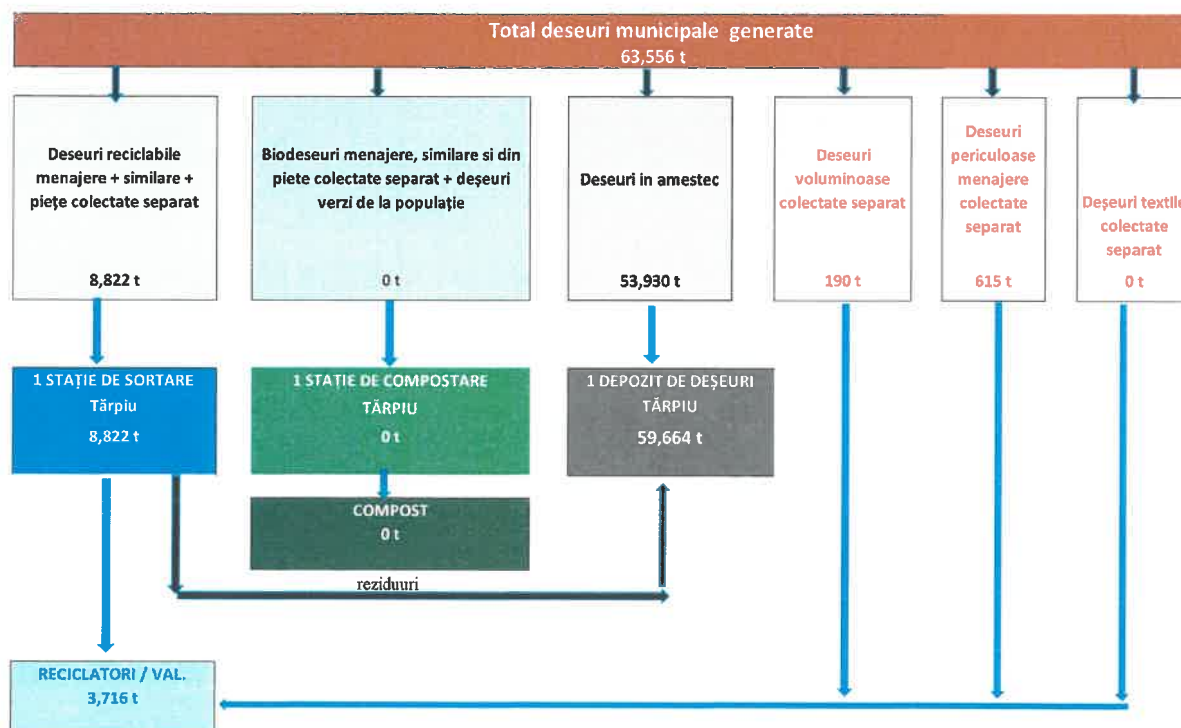 Total deseuri municipale generate
63,556 t
Deseuri reciclabile
menajere + similare +
piețe colectate separat
8,822 t
Biodeseuri menajere, similare si din
piete colectate separat + deșeuri
verzi de la populație
0 t
Deseuri in amestec
53,930 t
Deseuri
voluminoase
colectate separat
190 t
Deseuri
periculoase
menajere
colectate
separat
615 t
Deșeuri textile
colectate
separat
0 t
1 STAȚIE DE SORTARE
Tărpiu
8,822 t
1 STAȚIE DE COMPOSTARE
TĂRPIU
0 t
1 DEPOZIT DE DEȘEURI
TĂRPIU
59,664 t
COMPOST
0 t
reziduuri
RECICLATORI / VAL.
3,716 t